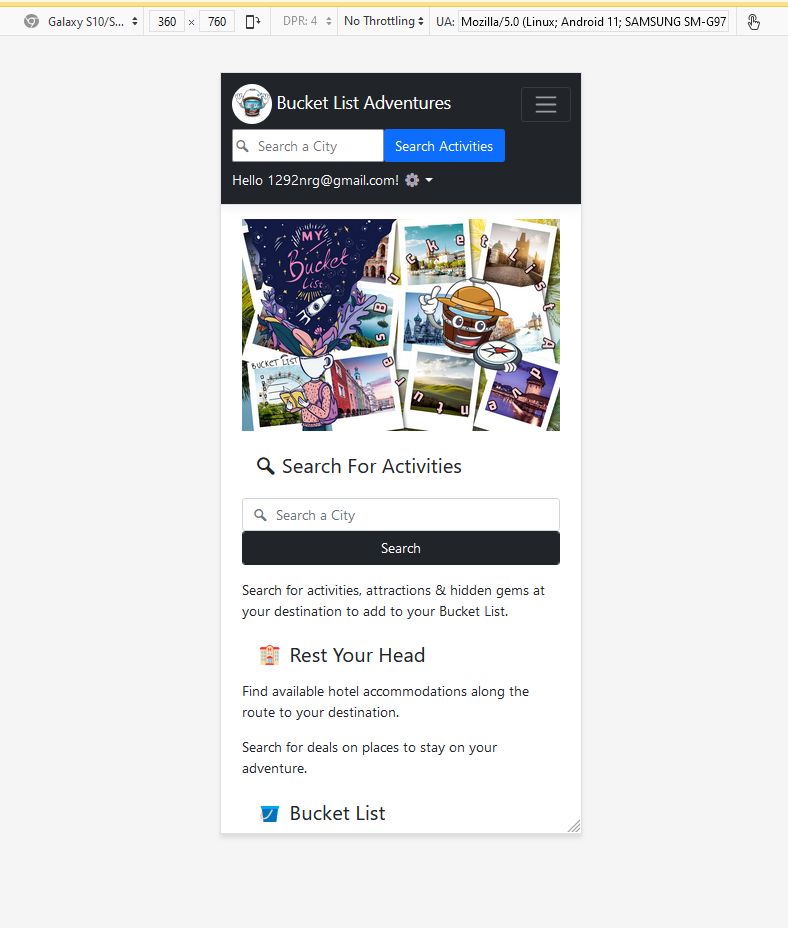 Galaxy S10/S... 360 × 760 DPR: 4 No Throttling UA: Mozilla/5.0 (Linux; Android 11; SAMSUNG SM-G97
Bucket List Adventures
Search a City Search Activities
Hello 1292nrg@gmail.com!
MY
Bucket
List
Bucket List Adventures
BUCKET LIST
Search For Activities
Search a City
Search
Search for activities, attractions & hidden gems at
your destination to add to your Bucket List.
Rest Your Head
Find available hotel accommodations along the
route to your destination.
Search for deals on places to stay on your
adventure.
Bucket List